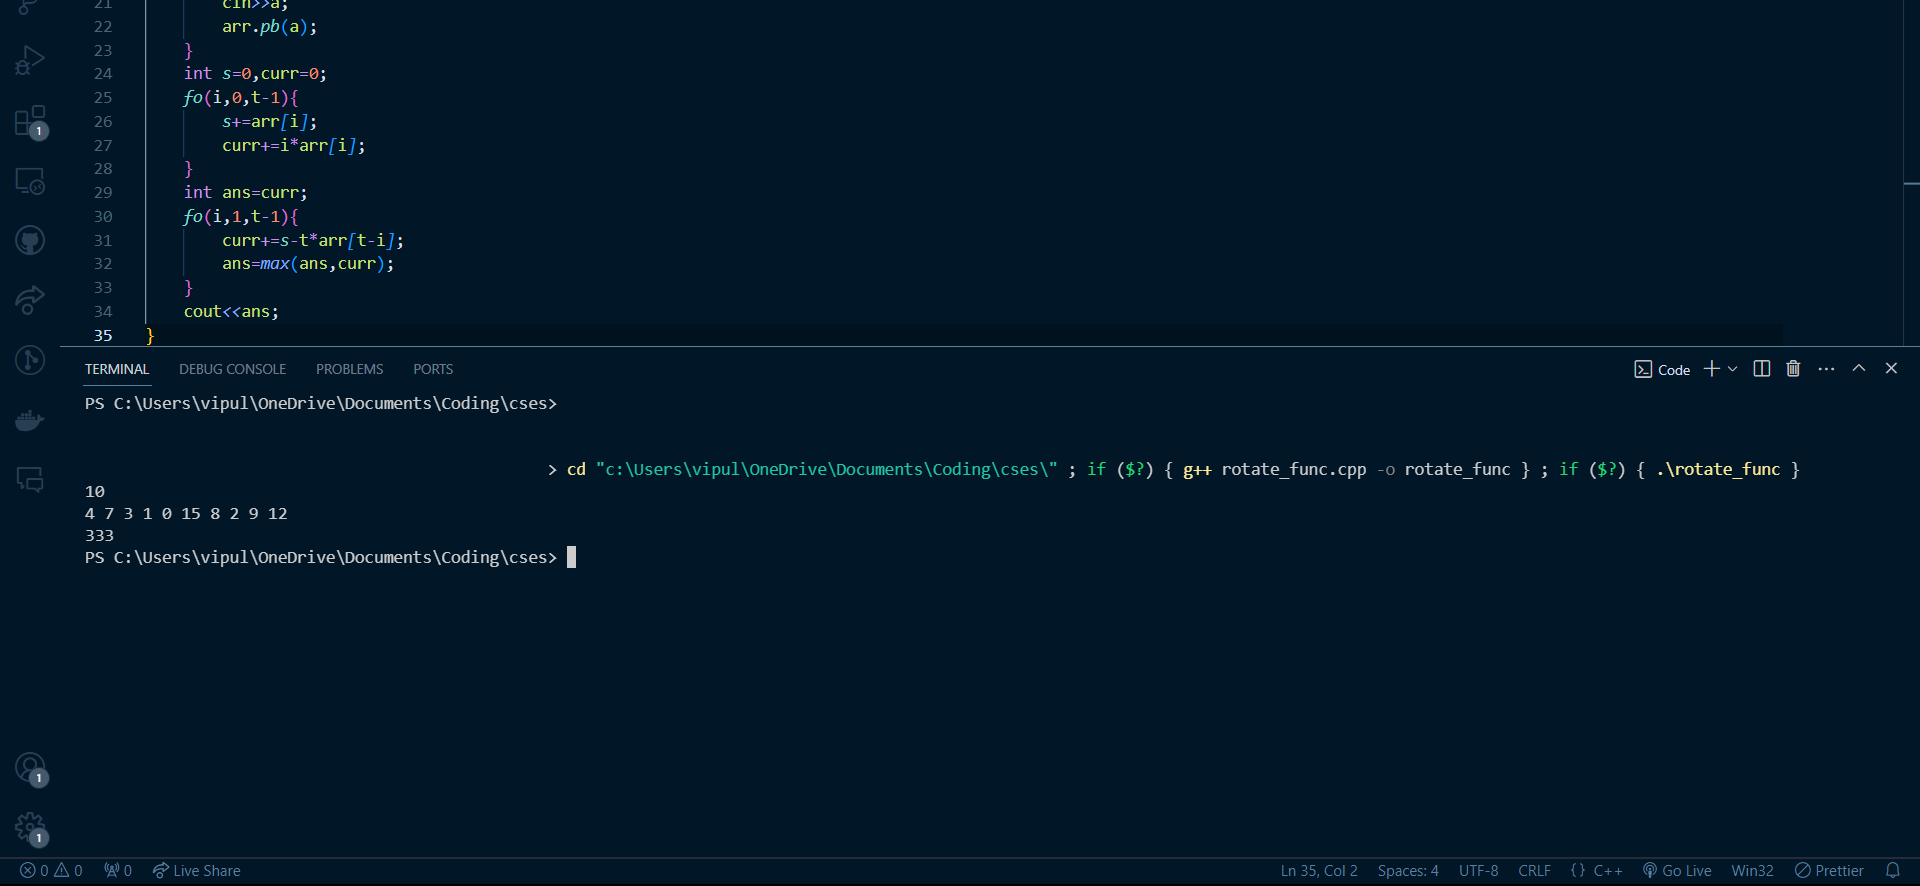 21 cin>>a;
22 arr.pb(a);
23 }
24 int s=0,curr=0;
25 fo(i,0,t-1){
26 s+=arr[i];
27 curr+=i*arr[i];
28 }
29 int ans=curr;
30 fo(i,1,t-1){
31 curr+=s-t*arr[t-i];
32 ans=max(ans,curr);
33 }
34 cout<<ans;
35 }
1
TERMINAL DEBUG CONSOLE PROBLEMS PORTS Code
PS C:\Users\vipul\OneDrive\Documents\Coding\cses>
> cd "c:\Users\vipul\OneDrive\Documents\Coding\cses\" ; if ($?) { g++ rotate_func.cpp -o rotate_func } ; if ($?) { .\rotate_func }
10
4 7 3 1 0 15 8 2 9 12
333
PS C:\Users\vipul\OneDrive\Documents\Coding\cses>
1
1
0 0 0 Live Share Ln 35, Col 2 Spaces: 4 UTF-8 CRLF {} C++ Go Live Win32 Prettier